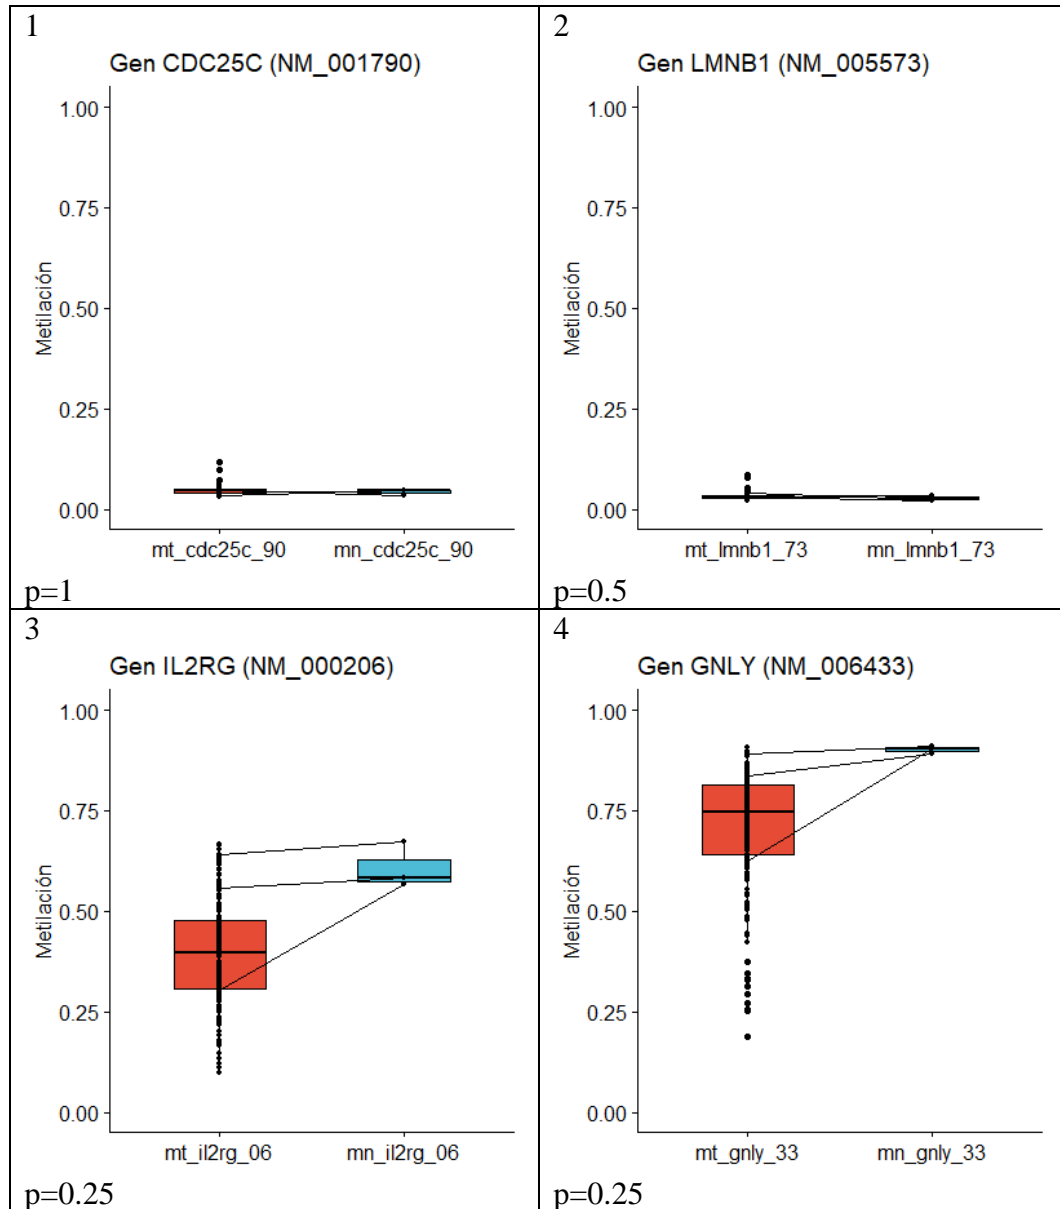 1
Gen CDC25C (NM_001790)
1.00
0.75
0.50
0.25
0.00
Metilación
mt_cdc25c_90 mn_cdc25c_90
p=1
2
Gen LMNB1 (NM_005573)
1.00
0.75
0.50
0.25
0.00
Metilación
mt_lmnb1_73 mn_lmnb1_73
p=0.5
3
Gen IL2RG (NM_000206)
1.00
0.75
0.50
0.25
0.00
Metilación
mt_il2rg_06 mn_il2rg_06
p=0.25
4
Gen GNLY (NM_006433)
1.00
0.75
0.50
0.25
0.00
Metilación
mt_gnly_33 mn_gnly_33
p=0.25